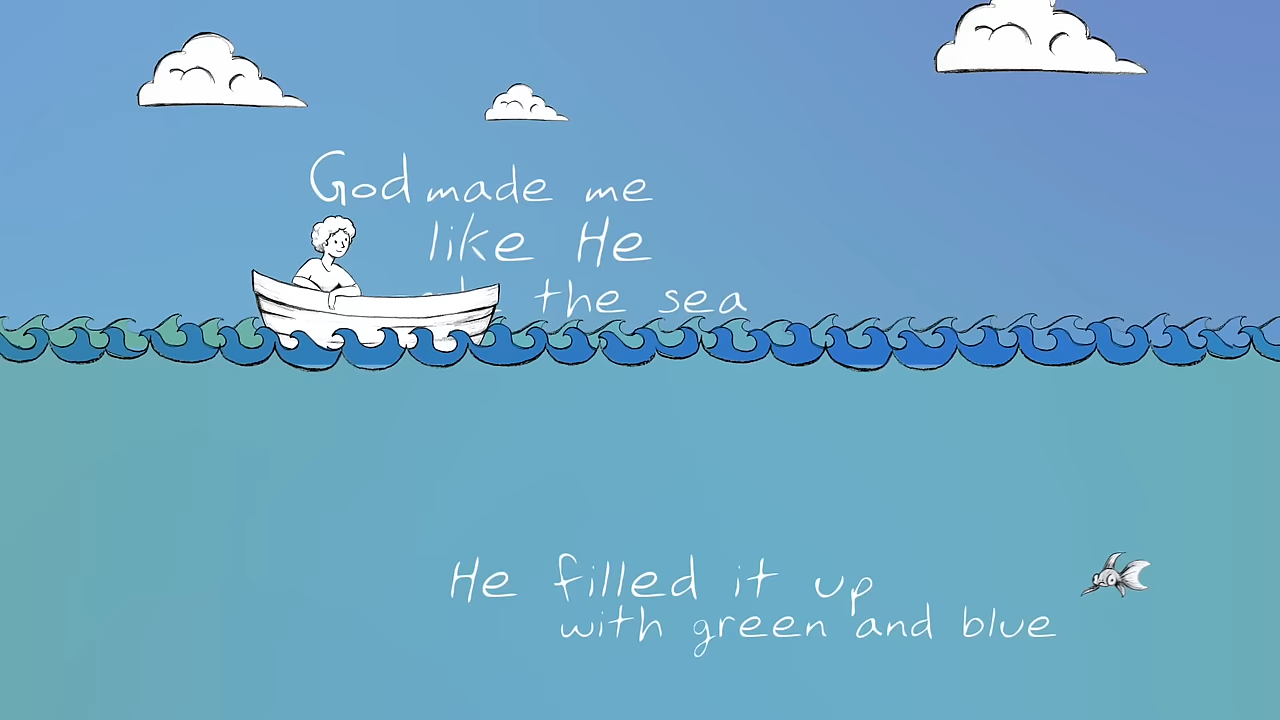 God made me
like He
the sea
He filled it up
with green and blue